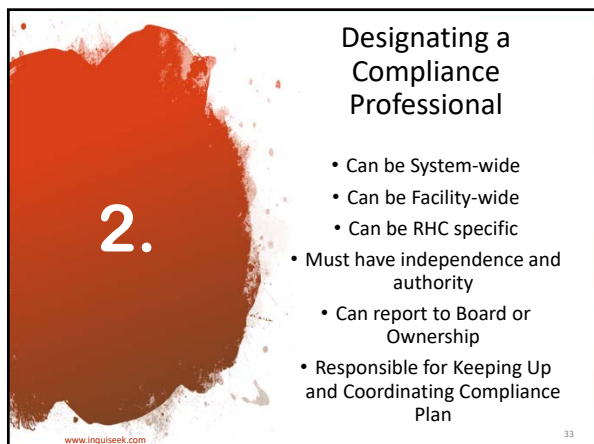 Designating a
Compliance
Professional
2.
• Can be System-wide
• Can be Facility-wide
• Can be RHC specific
• Must have independence and
authority
• Can report to Board or
Ownership
• Responsible for Keeping Up
and Coordinating Compliance
Plan
www.inquiseek.com
33